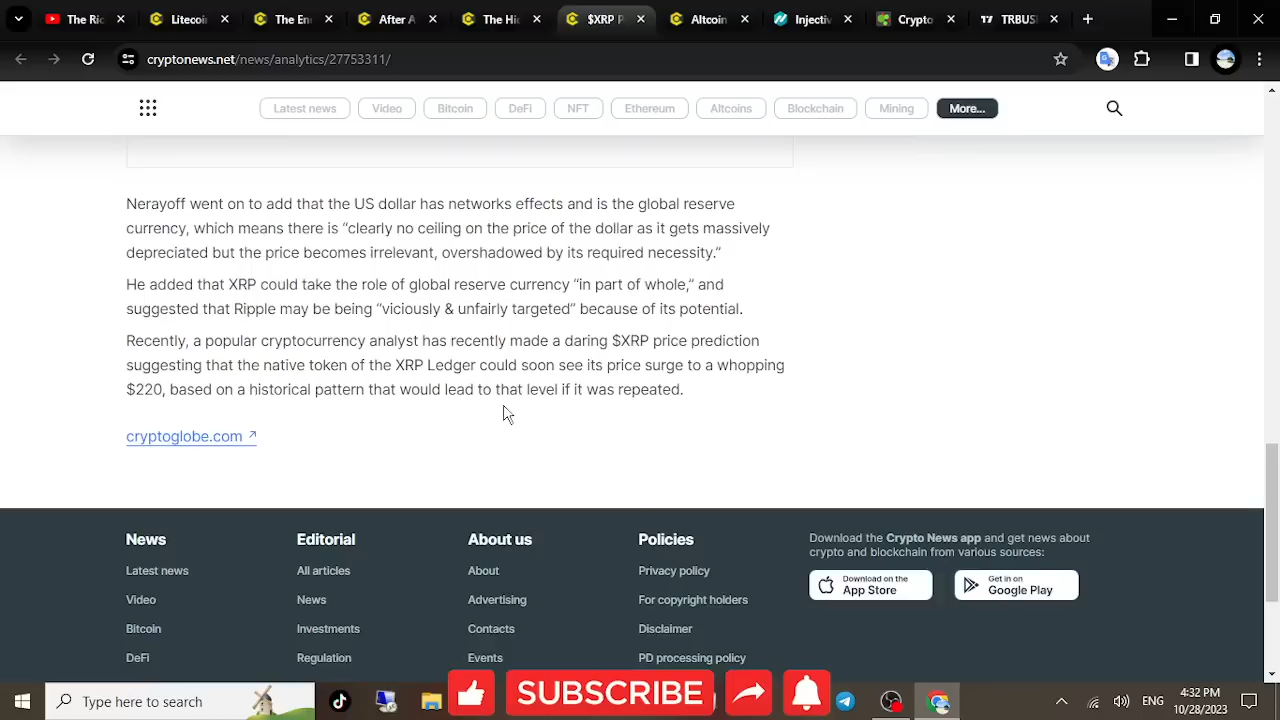 The Ric
Litecoin
The En
After A
The Hi
$XRP P
Altcoin
Injectiv
Crypto
TRBUS
cryptonews.net/news/analytics/27753311/
Latest news
Video
Bitcoin
DeFi
NFT
Ethereum
Altcoins
Blockchain
Mining
More...
Nerayoff went on to add that the US dollar has networks effects and is the global reserve
currency, which means there is “clearly no ceiling on the price of the dollar as it gets massively
depreciated but the price becomes irrelevant, overshadowed by its required necessity.”
He added that XRP could take the role of global reserve currency “in part of whole,” and
suggested that Ripple may be being “viciously & unfairly targeted” because of its potential.
Recently, a popular cryptocurrency analyst has recently made a daring $XRP price prediction
suggesting that the native token of the XRP Ledger could soon see its price surge to a whopping
$220, based on a historical pattern that would lead to that level if it was repeated.
cryptoglobe.com
News
Latest news
Video
Bitcoin
DeFi
Editorial
All articles
News
Investments
Regulation
About us
About
Advertising
Contacts
Events
Policies
Privacy policy
For copyright holders
Disclaimer
PD processing policy
Download the Crypto News app and get news about
crypto and blockchain from various sources:
Download on the
App Store
Get in on
Google Play
SUBSCRIBE
Type here to search
ENG
4:32 PM
10/28/2023